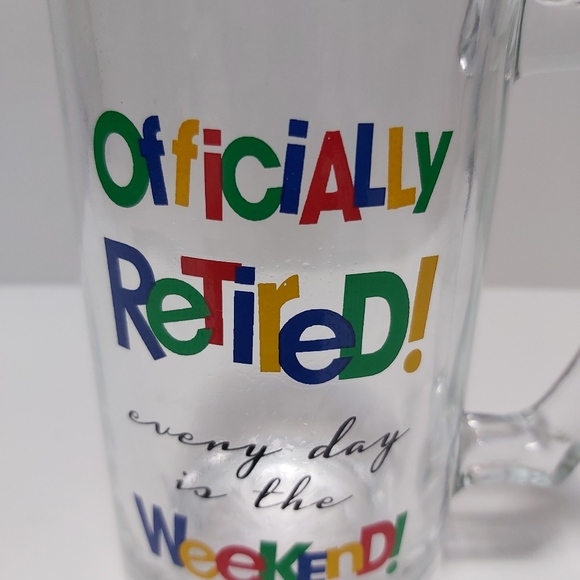 OfficiALLy
ReTireD!
every day
is the
WeeKEnD!